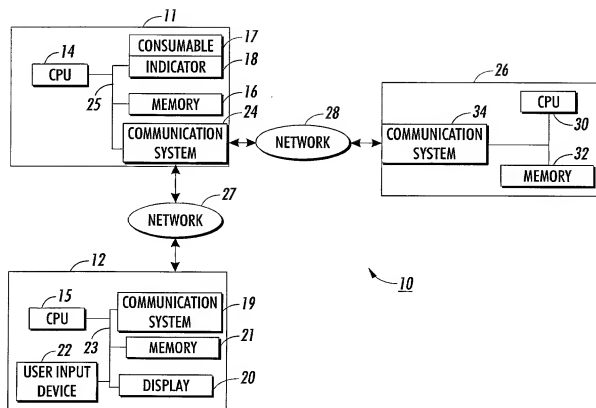 11
14
CPU
25
CONSUMABLE
17
INDICATOR
18
MEMORY
16
24
COMMUNICATION
SYSTEM
28
NETWORK
26
34
COMMUNICATION
SYSTEM
CPU
30
32
MEMORY
27
NETWORK
10
12
15
CPU
23
COMMUNICATION
SYSTEM
19
MEMORY
21
22
USER INPUT
DEVICE
DISPLAY
20